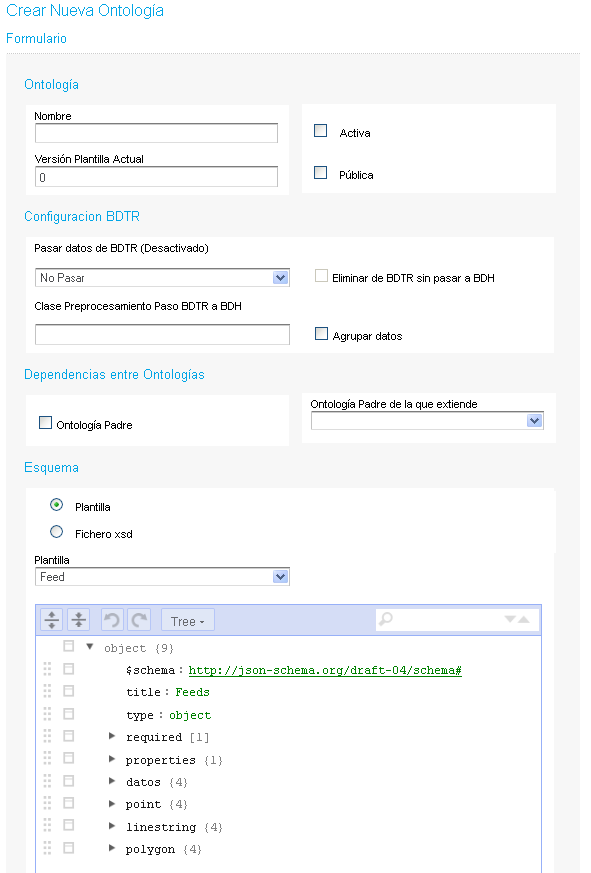 Crear Nueva Ontología
Formulario
Ontología
Nombre
Activa
Versión Plantilla Actual
0
Pública
Configuracion BDTR
Pasar datos de BDTR (Desactivado)
No Pasar
Eliminar de BDTR sin pasar a BDH
Clase Preprocesamiento Paso BDTR a BDH
Agrupar datos
Dependencias entre Ontologías
Ontología Padre
Ontología Padre de la que extiende
Esquema
Plantilla
Fichero xsd
Plantilla
Feed
Tree
object {9}
$schema : http://json-schema.org/draft-04/schema#
title : Feeds
type : object
required [1]
properties {1}
datos {4}
point {4}
linestring {4}
polygon {4}